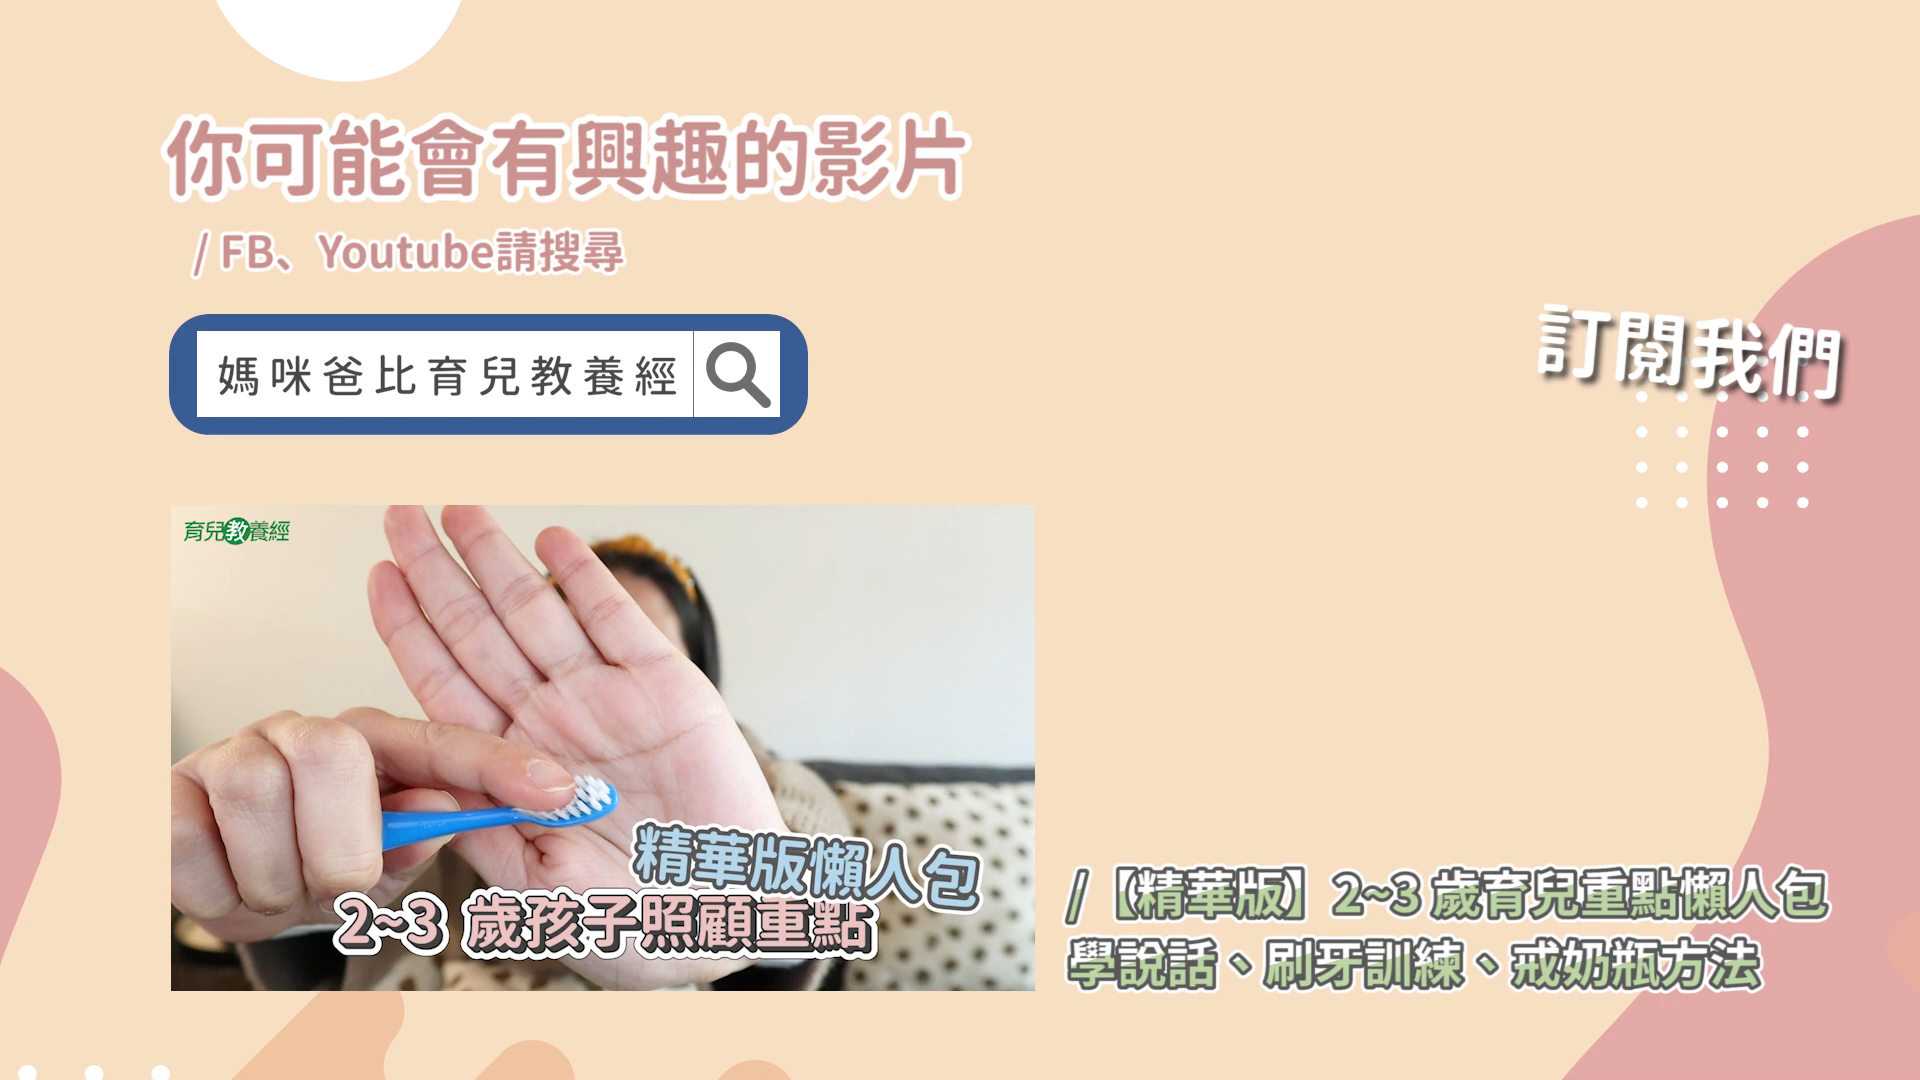 你可能會有興趣的影片
/ FB、Youtube請搜尋
媽咪爸比育兒教養經
訂閱我們
育兒教養經
精華版懶人包
2~3 歲孩子照顧重點
/【精華版】2~3 歲育兒重點懶人包
學說話、刷牙訓練、戒奶瓶方法